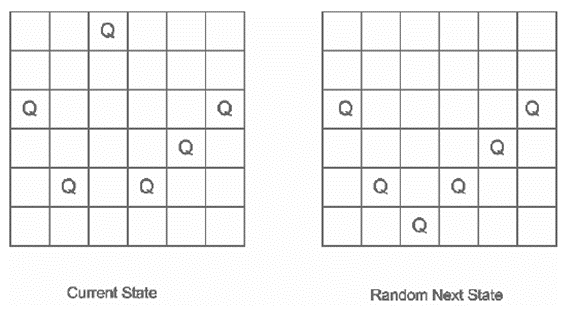 Q
Q Q Q Q
Q Q
Q Q Q Q
Q
Current State Random Next State